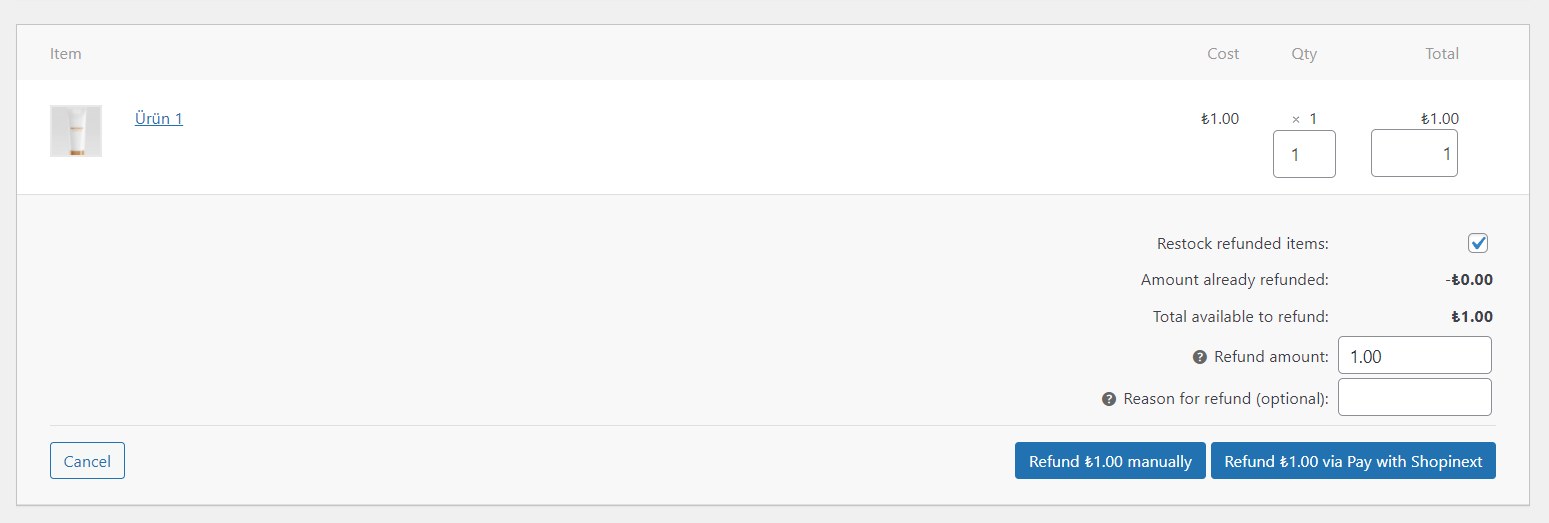 Item Cost Qty Total
Ürün 1 ₺1.00 × 1 ₺1.00
1 1
Restock refunded items:
Amount already refunded: -₺0.00
Total available to refund: ₺1.00
? Refund amount: 1.00
? Reason for refund (optional):
Cancel Refund ₺1.00 manually Refund ₺1.00 via Pay with Shopinext